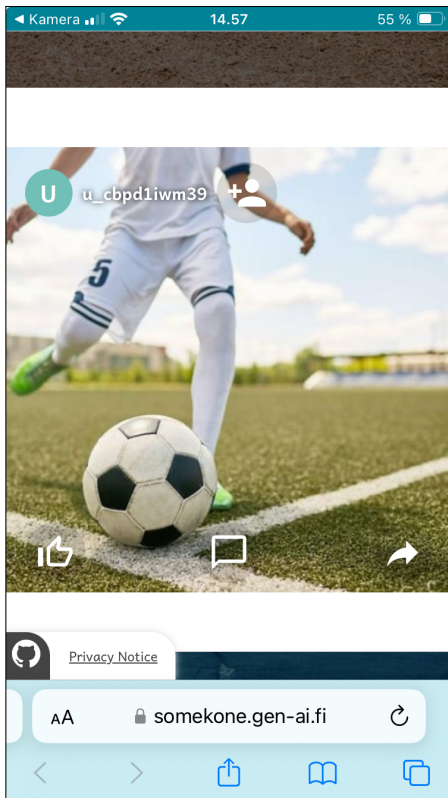 Kamera
14.57
55 %
U
u_cbpd1iwm39
5
Privacy Notice
AA
somekone.gen-ai.fi